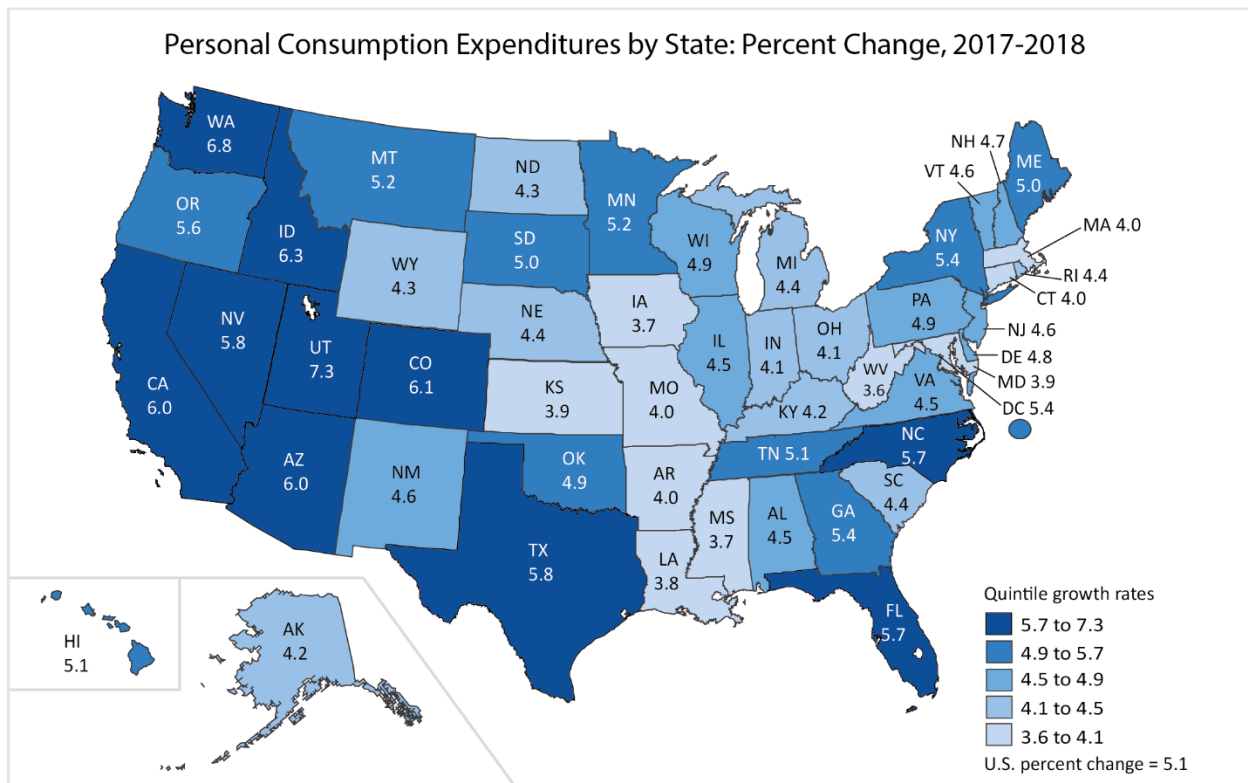 Personal Consumption Expenditures by State: Percent Change, 2017-2018
WA
6.8
MT
5.2
ND
4.3
MN
5.2
NH 4.7
VT 4.6
ME
5.0
OR
5.6
ID
6.3
SD
5.0
WI
4.9
MI
4.4
NY
5.4
MA 4.0
RI 4.4
CT 4.0
WY
4.3
NE
4.4
IA
3.7
IL
4.5
IN
4.1
OH
4.1
PA
4.9
NJ 4.6
DE 4.8
MD 3.9
DC 5.4
NV
5.8
UT
7.3
CO
6.1
CA
6.0
KS
3.9
MO
4.0
KY 4.2
WV
3.6
VA
4.5
AZ
6.0
NM
4.6
OK
4.9
AR
4.0
TN 5.1
NC
5.7
SC
4.4
TX
5.8
LA
3.8
MS
3.7
AL
4.5
GA
5.4
FL
5.7
HI
5.1
AK
4.2
Quintile growth rates
5.7 to 7.3
4.9 to 5.7
4.5 to 4.9
4.1 to 4.5
3.6 to 4.1
U.S. percent change = 5.1